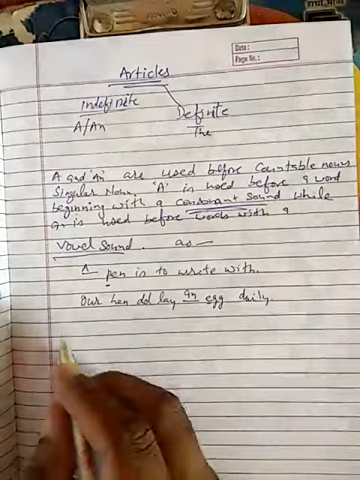 Date:
Page No.:
Articles
Indefinite
Definite
A/An
The
A and 'An' are used before Countable nouns
Singular Noun, 'A' is used before a word
beginning with a consonant sound while
an is used before words with a
vowel Sound. as —
A pen is to write with.
Our hen did lay an egg daily.